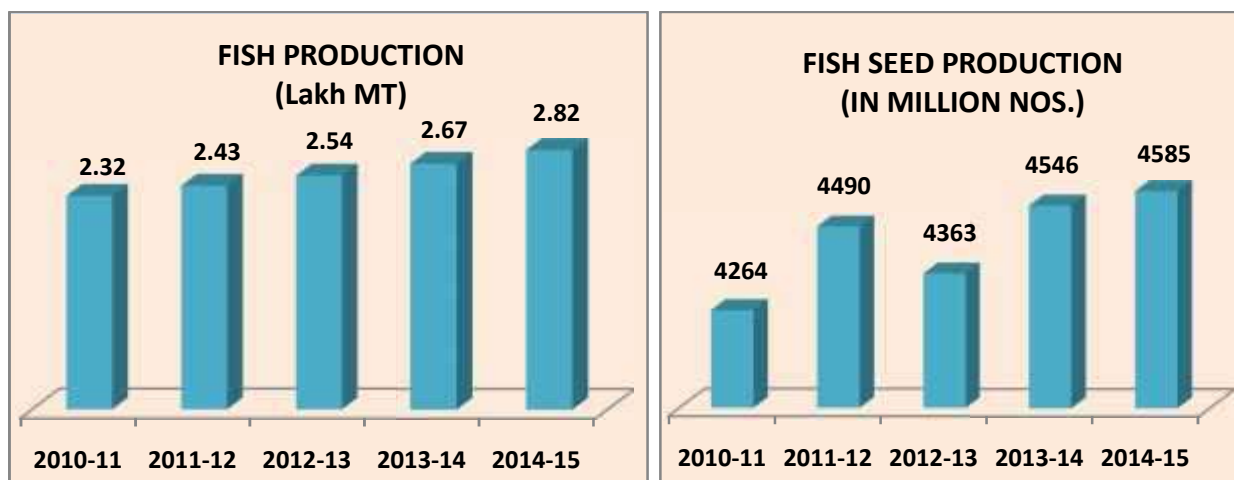 FISH PRODUCTION
(Lakh MT)
2.32
2.43
2.54
2.67
2.82
2010-11 2011-12 2012-13 2013-14 2014-15
FISH SEED PRODUCTION
(IN MILLION NOS.)
4264
4490
4363
4546
4585
2010-11 2011-12 2012-13 2013-14 2014-15